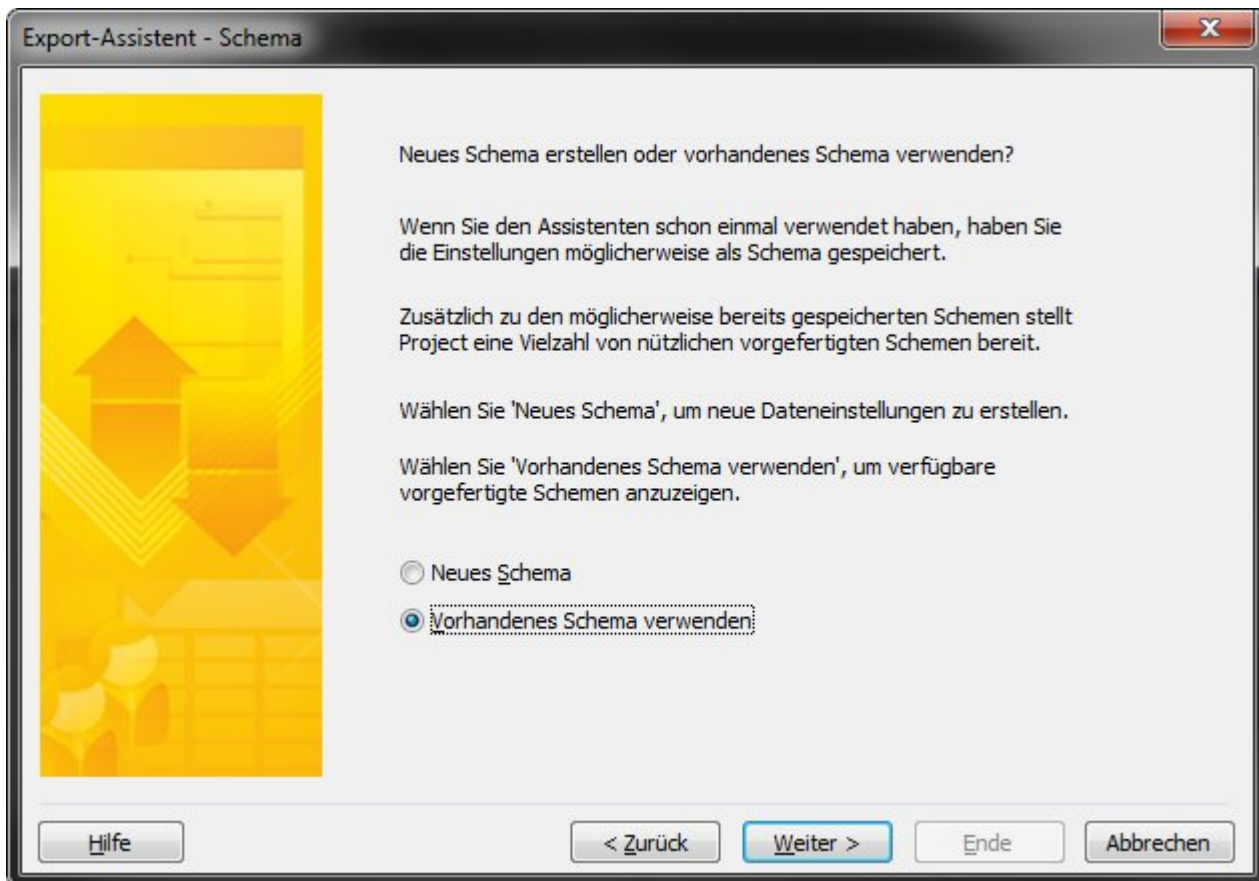 Export-Assistent - Schema
Neues Schema erstellen oder vorhandenes Schema verwenden?
Wenn Sie den Assistenten schon einmal verwendet haben, haben Sie
die Einstellungen möglicherweise als Schema gespeichert.
Zusätzlich zu den möglicherweise bereits gespeicherten Schemen stellt
Project eine Vielzahl von nützlichen vorgefertigten Schemen bereit.
Wählen Sie 'Neues Schema', um neue Dateneinstellungen zu erstellen.
Wählen Sie 'Vorhandenes Schema verwenden', um verfügbare
vorgefertigte Schemen anzuzeigen.
Neues Schema
Vorhandenes Schema verwenden
Hilfe
< Zurück
Weiter >
Ende
Abbrechen